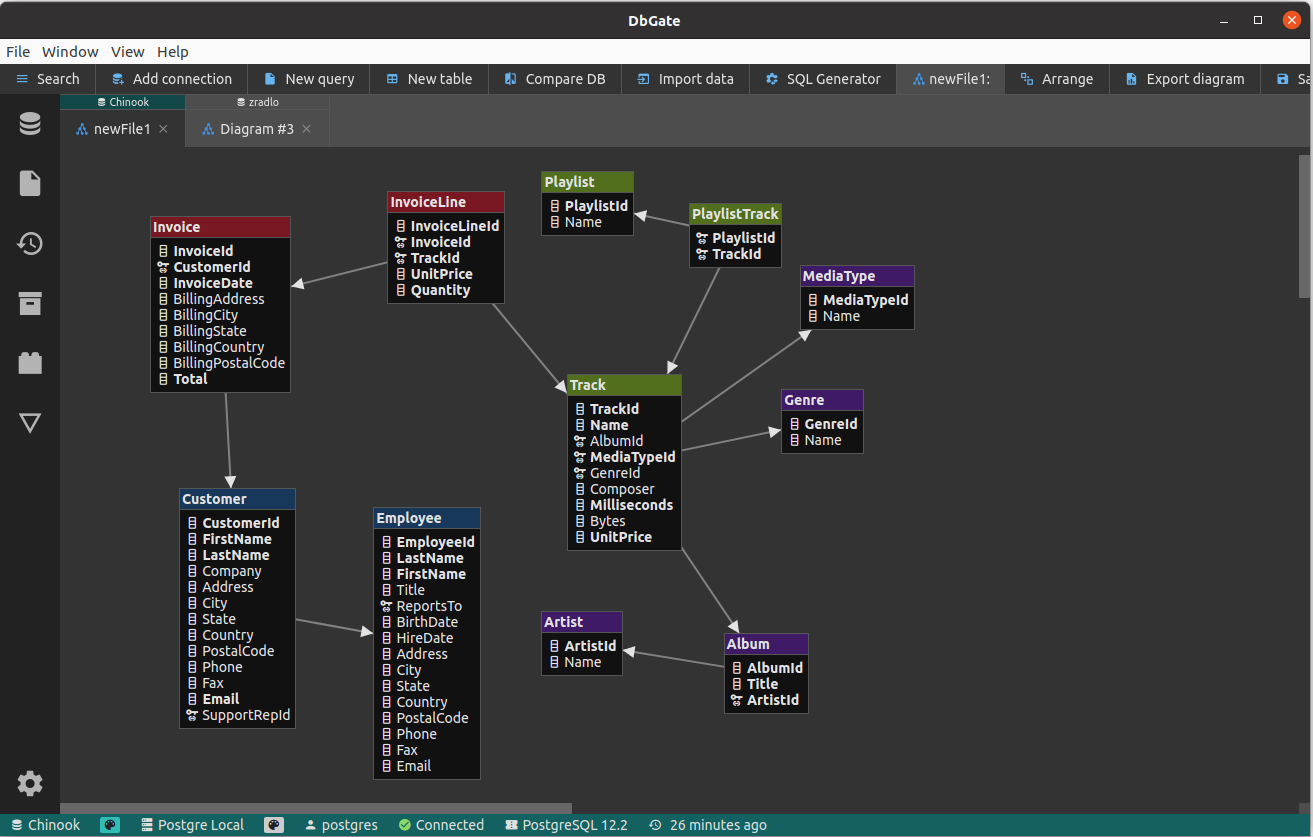 DbGate
File Window View Help
Search Add connection New query New table Compare DB Import data SQL Generator newFile1: Arrange Export diagram Sa
Chinook zradlo
newFile1 Diagram #3
Invoice
InvoiceId
CustomerId
InvoiceDate
BillingAddress
BillingCity
BillingState
BillingCountry
BillingPostalCode
Total
InvoiceLine
InvoiceLineId
InvoiceId
TrackId
UnitPrice
Quantity
Playlist
PlaylistId
Name
PlaylistTrack
PlaylistId
TrackId
MediaType
MediaTypeId
Name
Track
TrackId
Name
AlbumId
MediaTypeId
GenreId
Composer
Milliseconds
Bytes
UnitPrice
Genre
GenreId
Name
Customer
CustomerId
FirstName
LastName
Company
Address
City
State
Country
PostalCode
Phone
Fax
Email
SupportRepId
Employee
EmployeeId
LastName
FirstName
Title
ReportsTo
BirthDate
HireDate
Address
City
State
Country
PostalCode
Phone
Fax
Email
Artist
ArtistId
Name
Album
AlbumId
Title
ArtistId
Chinook Postgre Local postgres Connected PostgreSQL 12.2 26 minutes ago